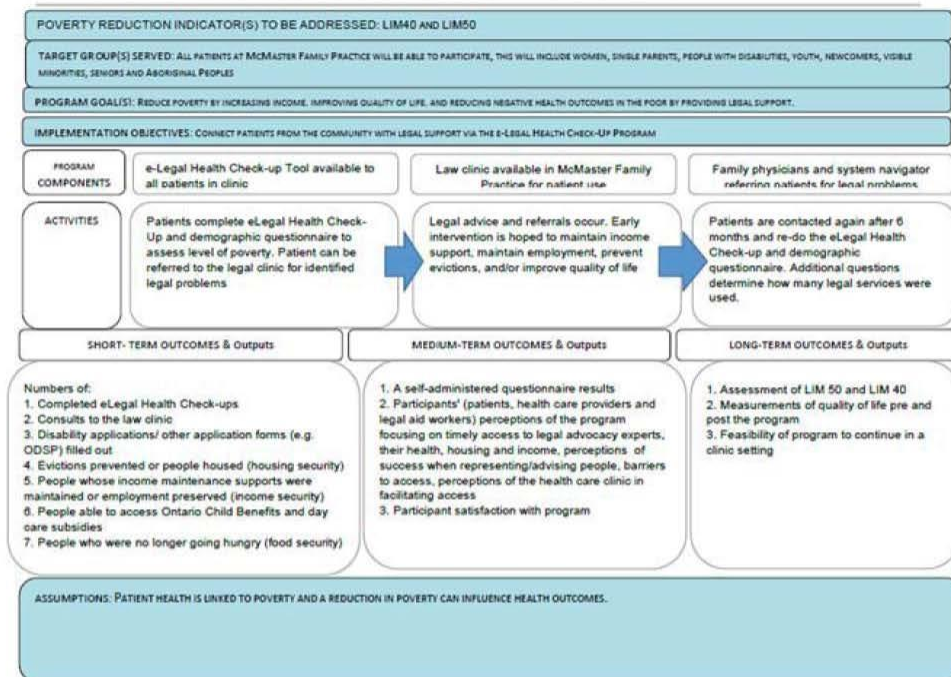 POVERTY REDUCTION INDICATOR(S) TO BE ADDRESSED: LIM40 AND LIM50
TARGET GROUP(S) SERVED: ALL PATIENTS AT MCMASTER FAMILY PRACTICE WILL BE ABLE TO PARTICIPATE, THIS WILL INCLUDE WOMEN, SINGLE PARENTS, PEOPLE WITH DISABILITIES, YOUTH, NEWCOMERS, VISIBLE
MINORITIES, SENIORS AND ABORIGINAL PEOPLES
PROGRAM GOAL(S): REDUCE POVERTY BY INCREASING INCOME, IMPROVING QUALITY OF LIFE, AND REDUCING NEGATIVE HEALTH OUTCOMES IN THE POOR BY PROVIDING LEGAL SUPPORT.
IMPLEMENTATION OBJECTIVES: CONNECT PATIENTS FROM THE COMMUNITY WITH LEGAL SUPPORT VIA THE E-LEGAL HEALTH CHECK-UP PROGRAM
PROGRAM
COMPONENTS
e-Legal Health Check-up Tool available to
all patients in clinic
Law clinic available in McMaster Family
Practice for patient use
Family physicians and system navigator
referring patients for legal problems
ACTIVITIES
Patients complete eLegal Health Check-
Up and demographic questionnaire to
assess level of poverty. Patient can be
referred to the legal clinic for identified
legal problems
Legal advice and referrals occur. Early
intervention is hoped to maintain income
support, maintain employment, prevent
evictions, and/or improve quality of life
Patients are contacted again after 6
months and re-do the eLegal Health
Check-up and demographic
questionnaire. Additional questions
determine how many legal services were
used.
SHORT- TERM OUTCOMES & Outputs
MEDIUM-TERM OUTCOMES & Outputs
LONG-TERM OUTCOMES & Outputs
Numbers of:
1. Completed eLegal Health Check-ups
2. Consults to the law clinic
3. Disability applications/ other application forms (e.g.
ODSP) filled out
4. Evictions prevented or people housed (housing security)
5. People whose income maintenance supports were
maintained or employment preserved (income security)
6. People able to access Ontario Child Benefits and day
care subsidies
7. People who were no longer going hungry (food security)
1. A self-administered questionnaire results
2. Participants' (patients, health care providers and
legal aid workers) perceptions of the program
focusing on timely access to legal advocacy experts,
their health, housing and income, perceptions of
success when representing/advising people, barriers
to access, perceptions of the health care clinic in
facilitating access
3. Participant satisfaction with program
1. Assessment of LIM 50 and LIM 40
2. Measurements of quality of life pre and
post the program
3. Feasibility of program to continue in a
clinic setting
ASSUMPTIONS: PATIENT HEALTH IS LINKED TO POVERTY AND A REDUCTION IN POVERTY CAN INFLUENCE HEALTH OUTCOMES.